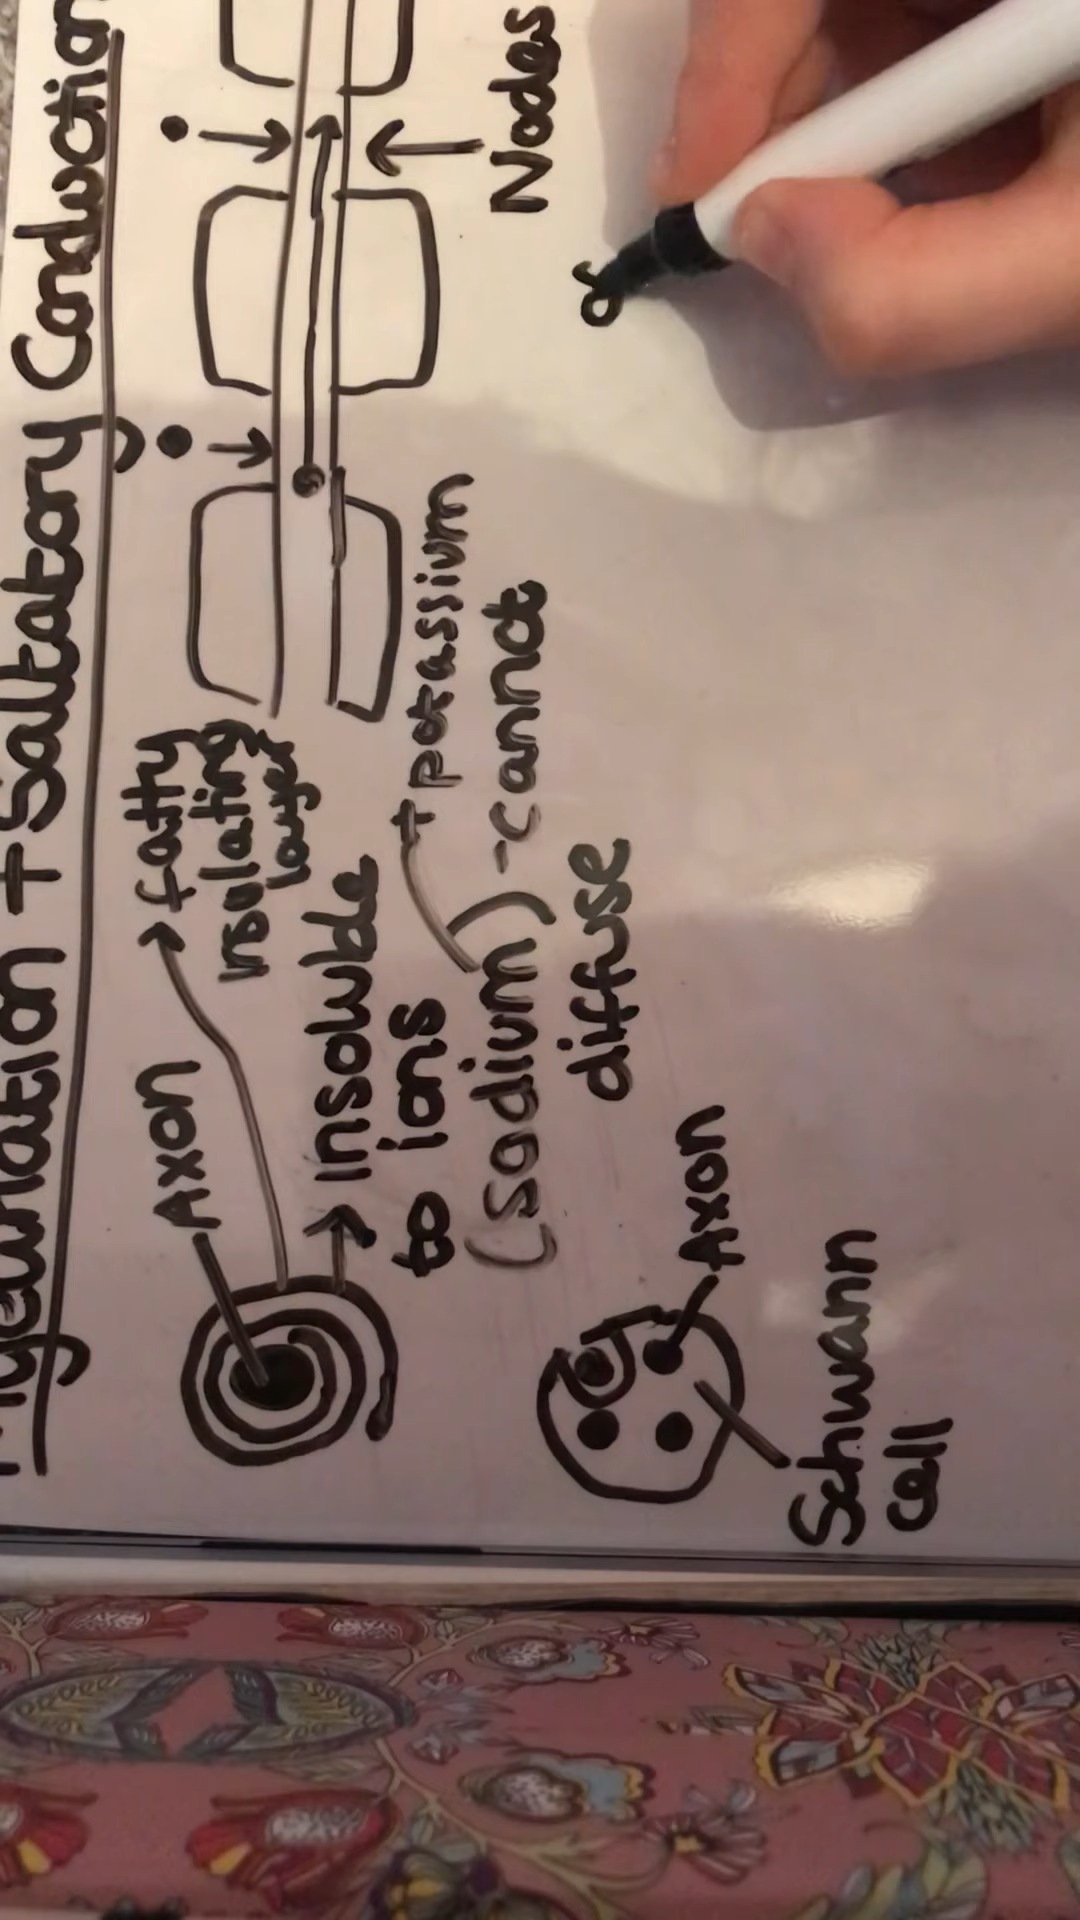 Myelination + Saltatory Conduction
Axon
fatty
insulating
layer
insoluble
to ions
(sodium) - cannot
+ potassium
diffuse
Nodes
of
Axon
Schwann
cell